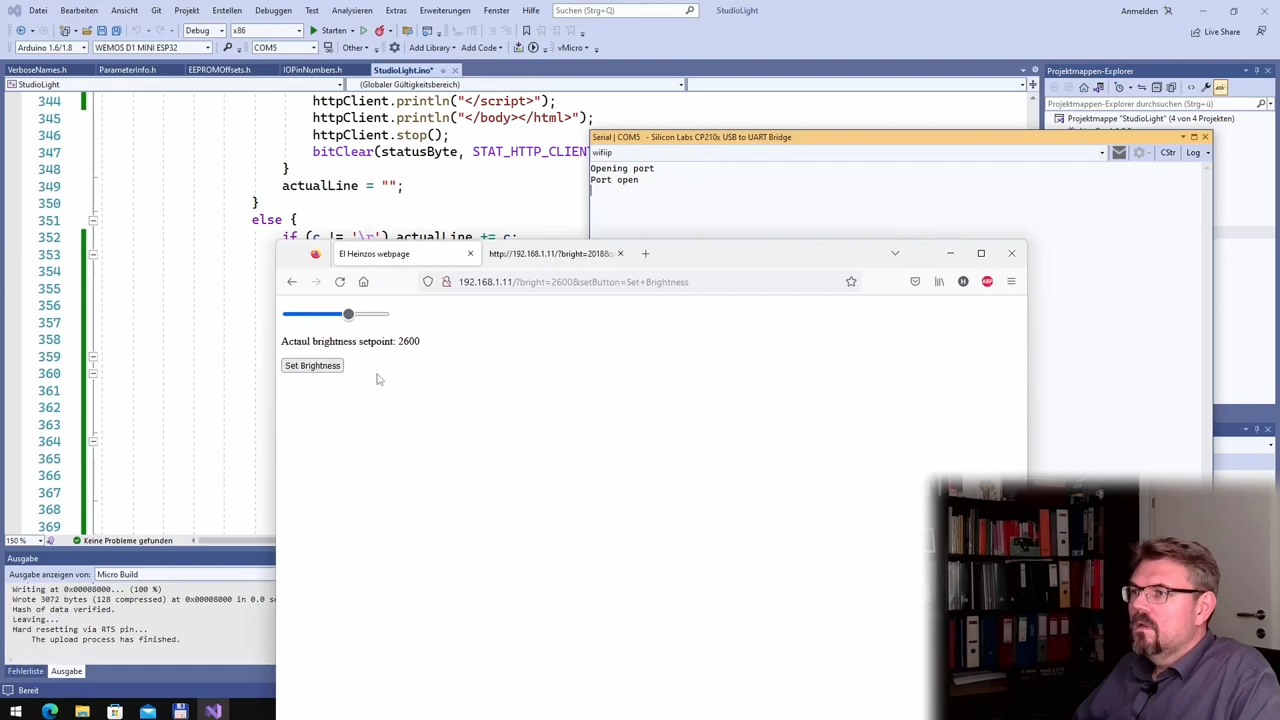 Datei Bearbeiten Ansicht Git Projekt Erstellen Debuggen Test Analysieren Extras Erweiterungen Fenster Hilfe Suchen (Strg+Q) StudioLight Anmelden
Debug x86 Starten Live Share
Arduino 1.6/1.8 WEMOS D1 MINI ESP32 COM5 Other Add Library Add Code vMicro
VerboseNames.h ParameterInfo.h EEPROMOffsets.h IOPinNumbers.h StudioLight.ino* Projektmappen-Explorer
StudioLight (Globaler Gültigkeitsbereich)
Projektmappen-Explorer durchsuchen (Strg+ü)
Projektmappe "StudioLight" (4 von 4 Projekten)
344 httpClient.println("</script>");
345 httpClient.println("</body></html>");
346 httpClient.stop();
347 bitClear(statusByte, STAT_HTTP_CLIENT
348 }
349 actualLine = "";
350 }
351 else {
352 if (c != '\r') actualLine += c;
353
354
355
356
357
358
359
360
361
362
363
364
365
366
367
368
369
Serial | COM5 - Silicon Labs CP210x USB to UART Bridge
wifiip CStr Log
Opening port
Port open
El Heinzos webpage http://192.168.1.11/?bright=2018&s
192.168.1.11/?bright=2600&setButton=Set+Brightness
Actaul brightness setpoint: 2600
Set Brightness
150 % Keine Probleme gefunden
Ausgabe
Ausgabe anzeigen von: Micro Build
Writing at 0x00008000... (100 %)
Wrote 3072 bytes (128 compressed) at 0x00008000 in 0.0 s
Hash of data verified.
Leaving...
Hard resetting via RTS pin...
The upload process has finished.
Fehlerliste Ausgabe
Bereit